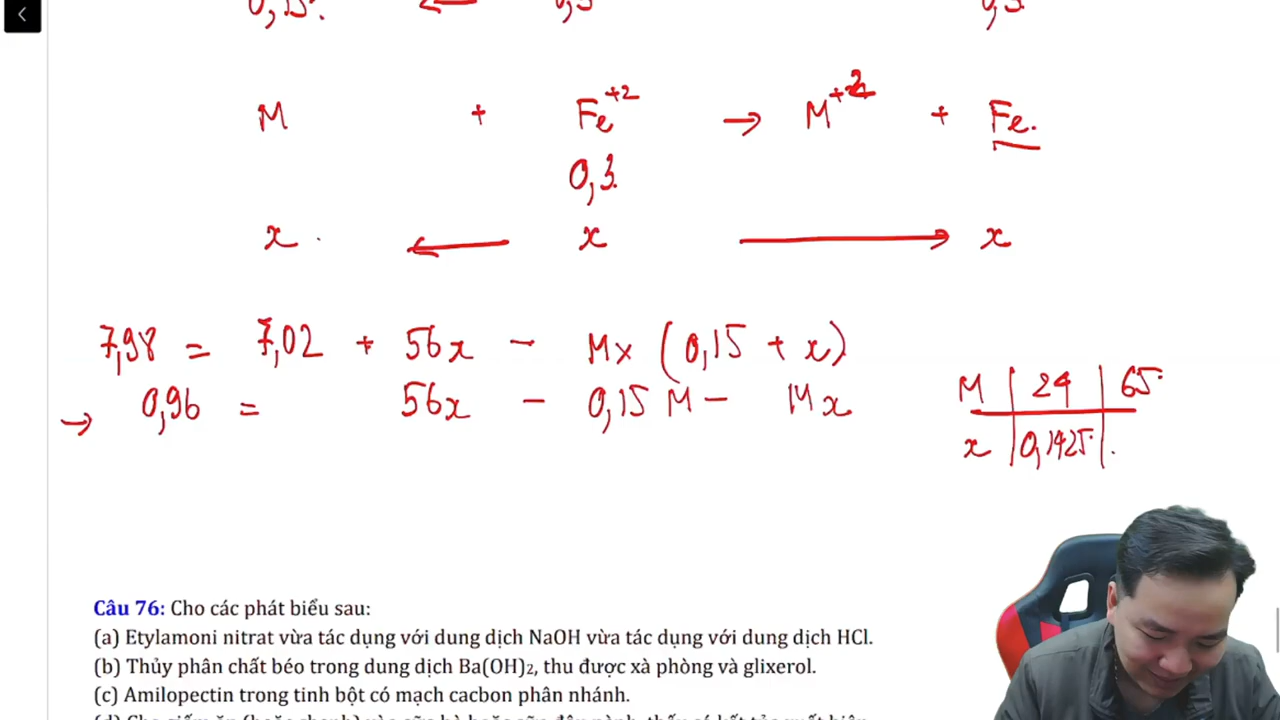 0,15. ← 0,3 0,3
M + Fe+2 → M+2 + Fe.
0,3
x ← x → x
7,98 = 7,02 + 56x - Mx (0,15 + x)
→ 0,96 = 56x - 0,15 M - Mx
M | 24 | 65
x | 0,1425
Câu 76: Cho các phát biểu sau:
(a) Etylamoni nitrat vừa tác dụng với dung dịch NaOH vừa tác dụng với dung dịch HCl.
(b) Thủy phân chất béo trong dung dịch Ba(OH)2, thu được xà phòng và glixerol.
(c) Amilopectin trong tinh bột có mạch cacbon phân nhánh.